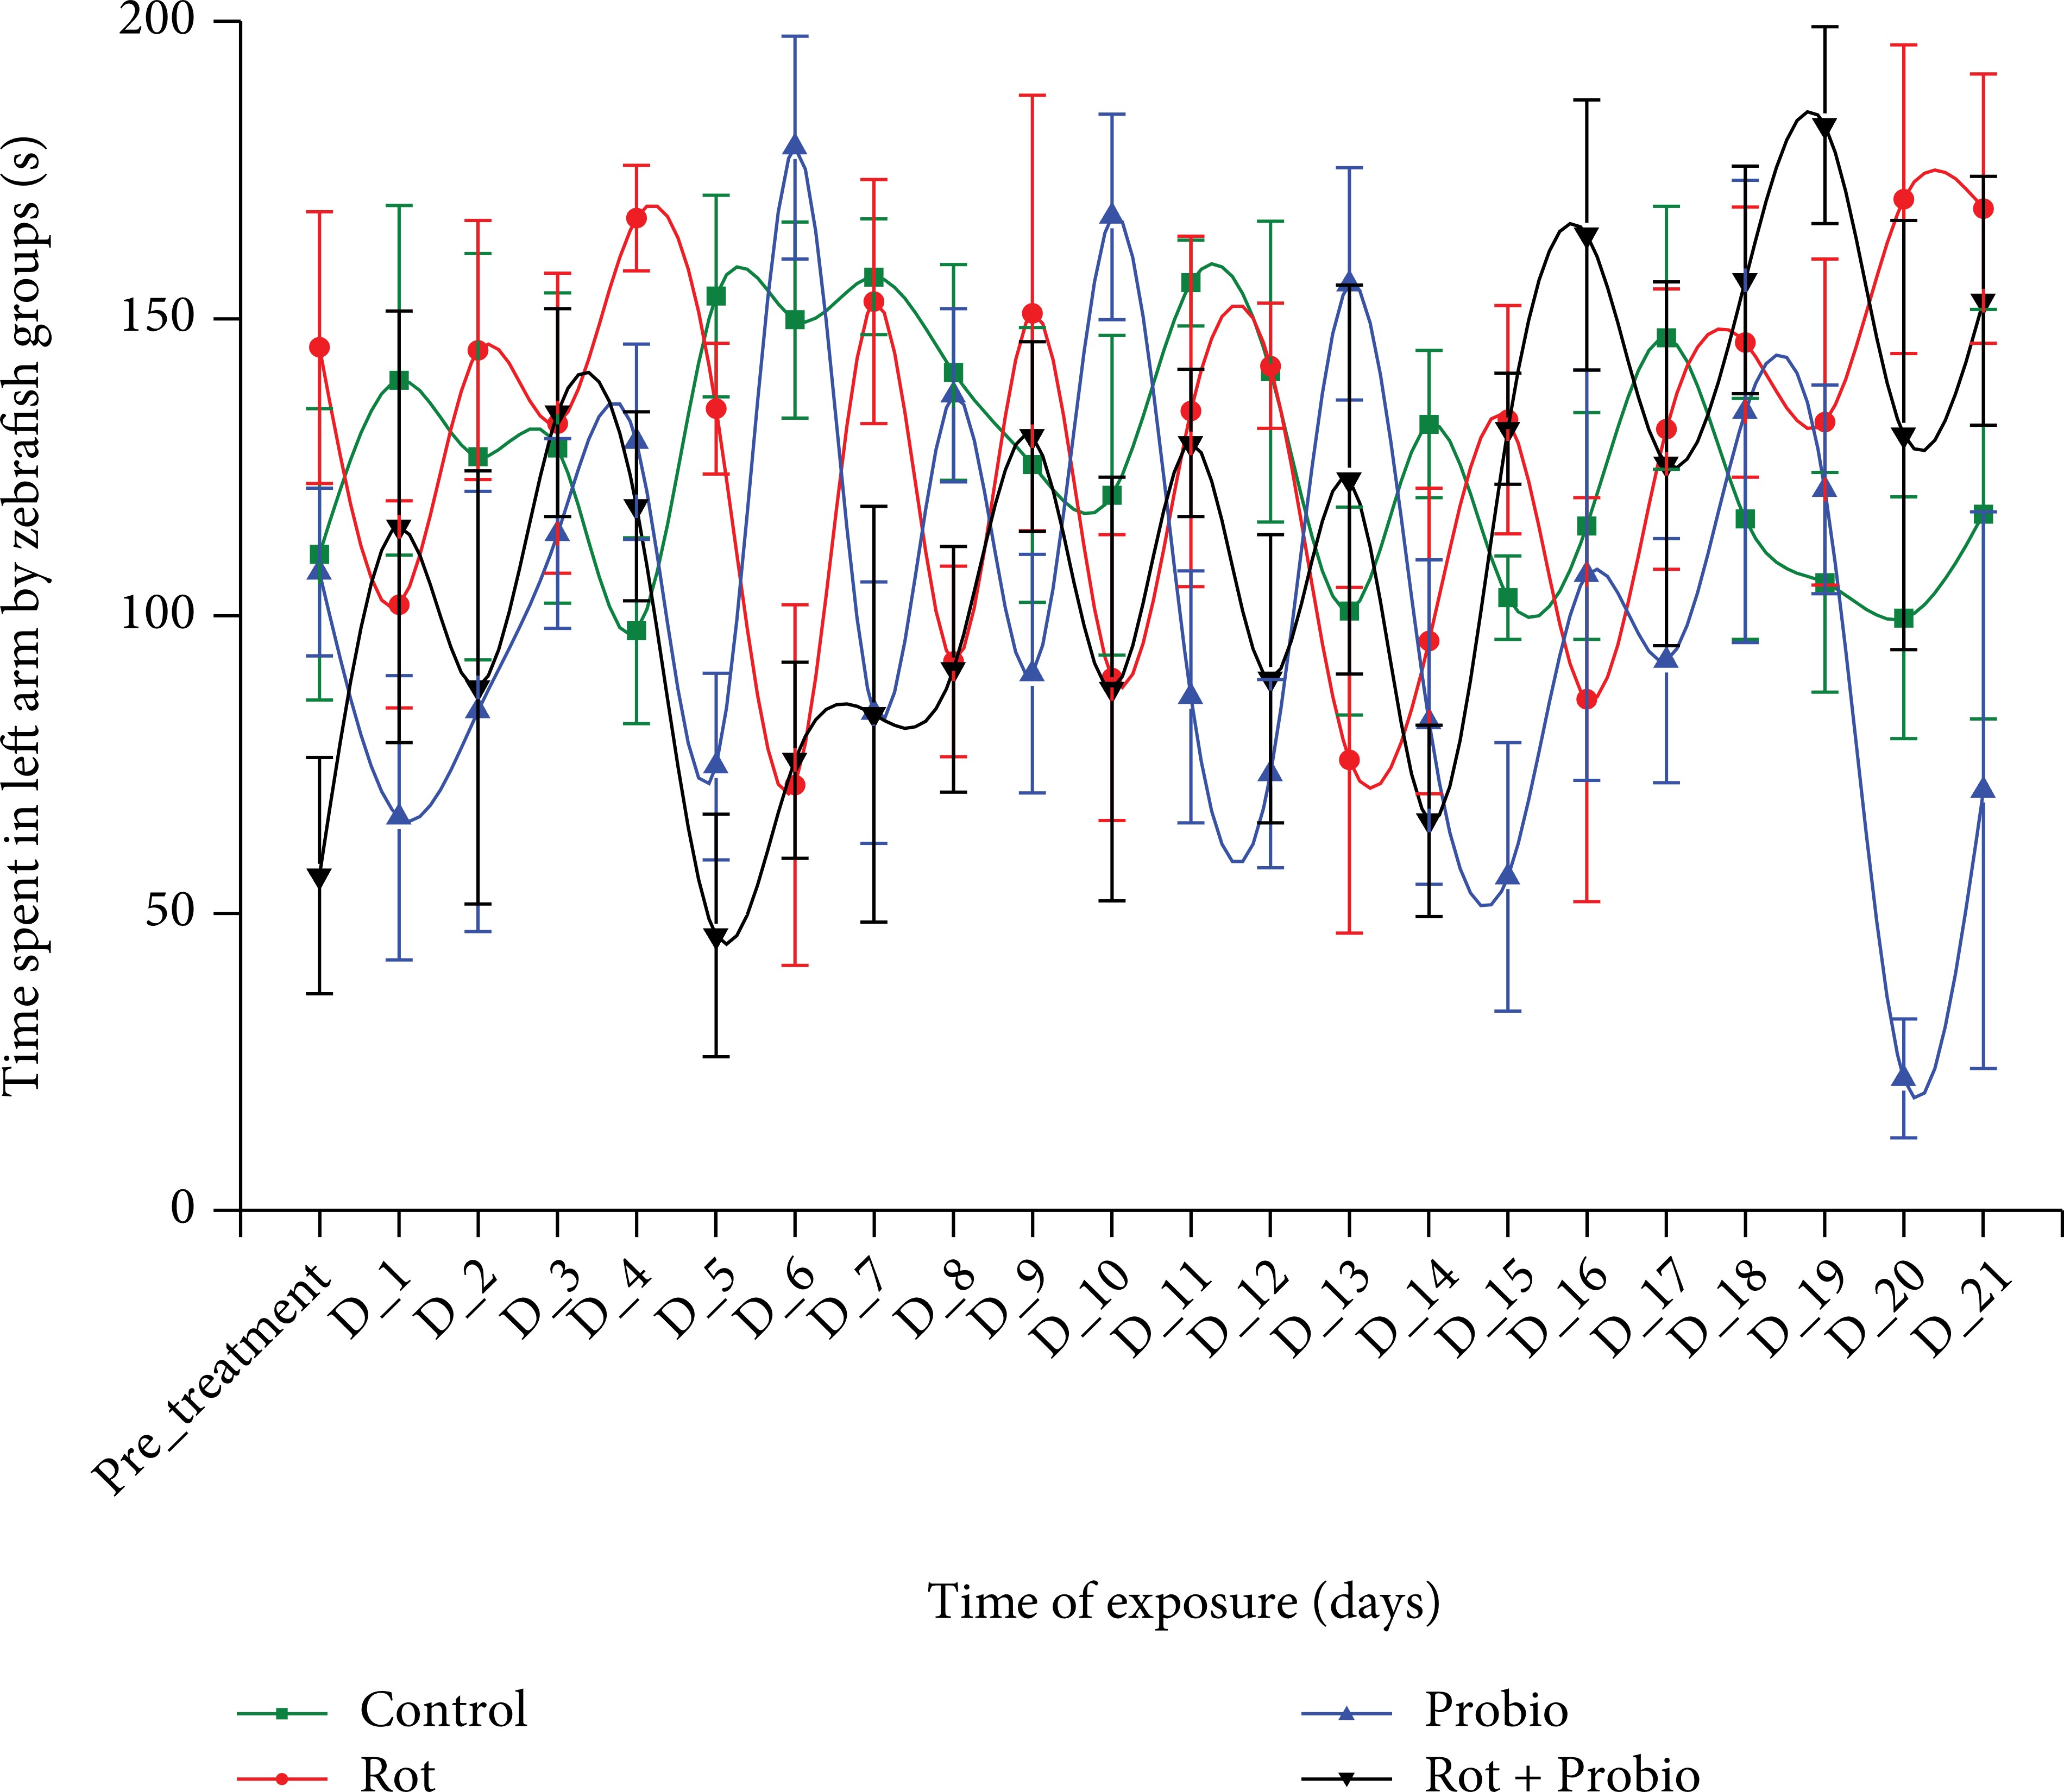 Time spent in left arm by zebrafish groups (s)
200
150
100
50
0
Pre_treatment
D_1
D_2
D_3
D_4
D_5
D_6
D_7
D_8
D_9
D_10
D_11
D_12
D_13
D_14
D_15
D_16
D_17
D_18
D_19
D_20
D_21
Time of exposure (days)
Control
Rot
Probio
Rot + Probio